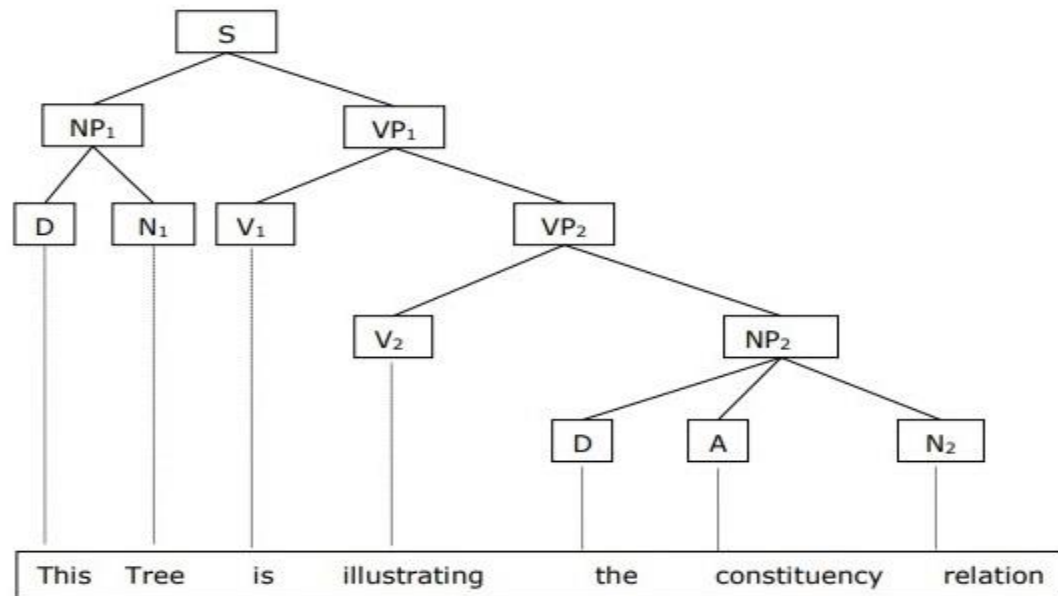 S
NP₁ VP₁
D N₁ V₁ VP₂
V₂ NP₂
D A N₂
This Tree is illustrating the constituency relation